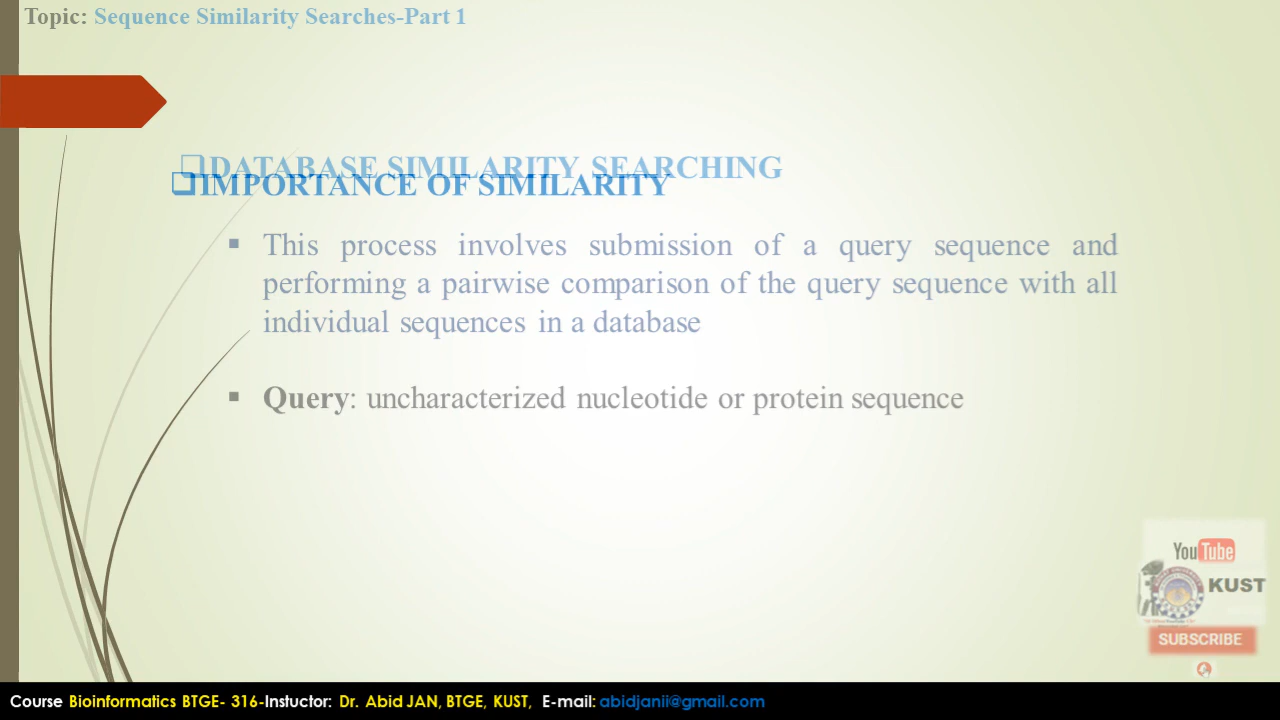 Topic: Sequence Similarity Searches-Part 1
DATABASE SIMILARITY SEARCHING
IMPORTANCE OF SIMILARITY
This process involves submission of a query sequence and
performing a pairwise comparison of the query sequence with all
individual sequences in a database
Query: uncharacterized nucleotide or protein sequence
YouTube
KUST
SUBSCRIBE
Course Bioinformatics BTGE- 316-Instuctor: Dr. Abid JAN, BTGE, KUST, E-mail: abidjanii@gmail.com